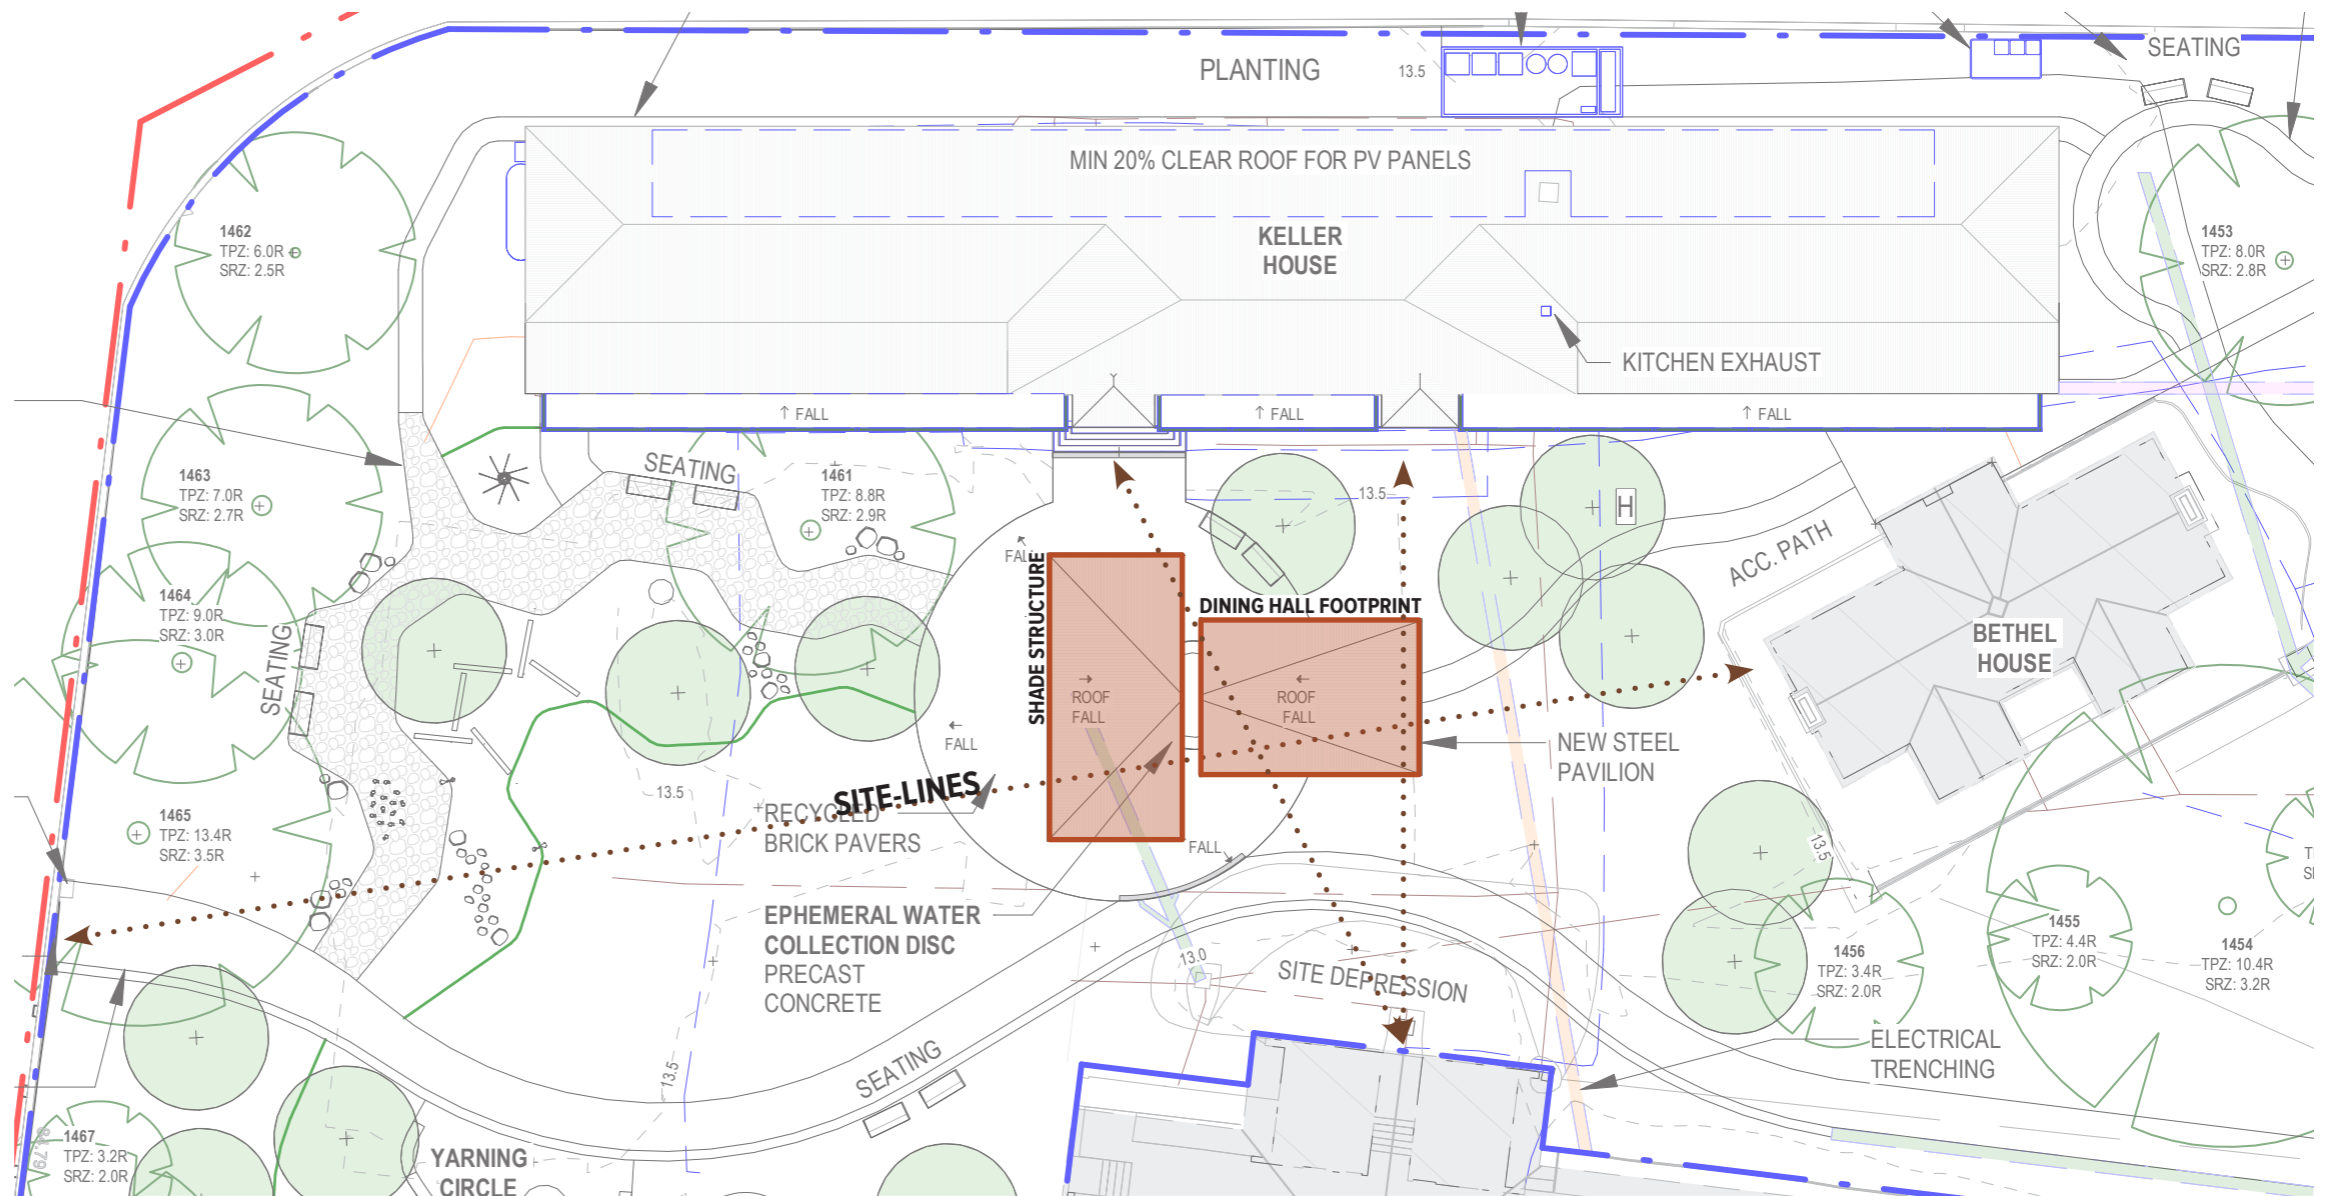 PLANTING
13.5
SEATING
MIN 20% CLEAR ROOF FOR PV PANELS
KELLER
HOUSE
KITCHEN EXHAUST
1462
TPZ: 6.0R
SRZ: 2.5R
1453
TPZ: 8.0R
SRZ: 2.8R
↑ FALL
↑ FALL
↑ FALL
SEATING
1463
TPZ: 7.0R
SRZ: 2.7R
1461
TPZ: 8.8R
SRZ: 2.9R
13.5
H
ACC. PATH
FALL
SHADE STRUCTURE
DINING HALL FOOTPRINT
1464
TPZ: 9.0R
SRZ: 3.0R
SEATING
BETHEL
HOUSE
→
ROOF
FALL
←
ROOF
FALL
←
FALL
NEW STEEL
PAVILION
13.5
SITE-LINES
RECYCLED
BRICK PAVERS
1465
TPZ: 13.4R
SRZ: 3.5R
FALL
13.5
EPHEMERAL WATER
COLLECTION DISC
PRECAST
CONCRETE
13.0
SITE DEPRESSION
1456
TPZ: 3.4R
SRZ: 2.0R
1455
TPZ: 4.4R
SRZ: 2.0R
1454
TPZ: 10.4R
SRZ: 3.2R
ELECTRICAL
TRENCHING
SEATING
13.5
1467
TPZ: 3.2R
SRZ: 2.0R
YARNING
CIRCLE